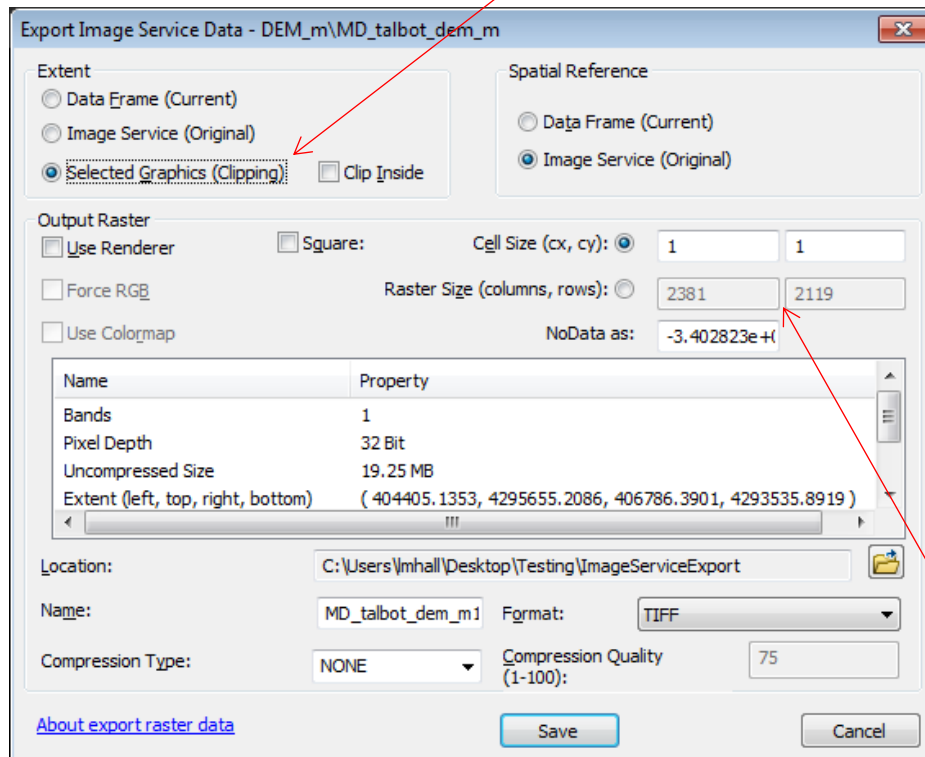 Export Image Service Data - DEM_m\MD_talbot_dem_m
Extent
Data Frame (Current)
Image Service (Original)
Selected Graphics (Clipping)
Clip Inside
Spatial Reference
Data Frame (Current)
Image Service (Original)
Output Raster
Use Renderer
Square:
Cell Size (cx, cy):
1
1
Force RGB
Raster Size (columns, rows):
2381
2119
Use Colormap
NoData as:
-3.402823e+(
Name Property
Bands 1
Pixel Depth 32 Bit
Uncompressed Size 19.25 MB
Extent (left, top, right, bottom) ( 404405.1353, 4295655.2086, 406786.3901, 4293535.8919 )
Location:
C:\Users\lmhall\Desktop\Testing\ImageServiceExport
Name:
MD_talbot_dem_m1
Format:
TIFF
Compression Type:
NONE
Compression Quality
(1-100):
75
About export raster data
Save
Cancel